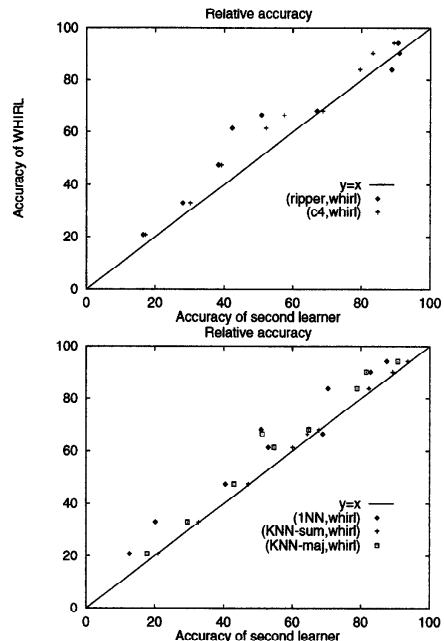 Relative accuracy
100
80
60
40
20
0
Accuracy of WHIRL
y=x
(ripper,whirl)
(c4,whirl)
0 20 40 60 80 100
Accuracy of second learner
Relative accuracy
100
80
60
40
20
0
y=x
(1NN,whirl)
(KNN-sum,whirl)
(KNN-maj,whirl)
0 20 40 60 80 100
Accuracy of second learner